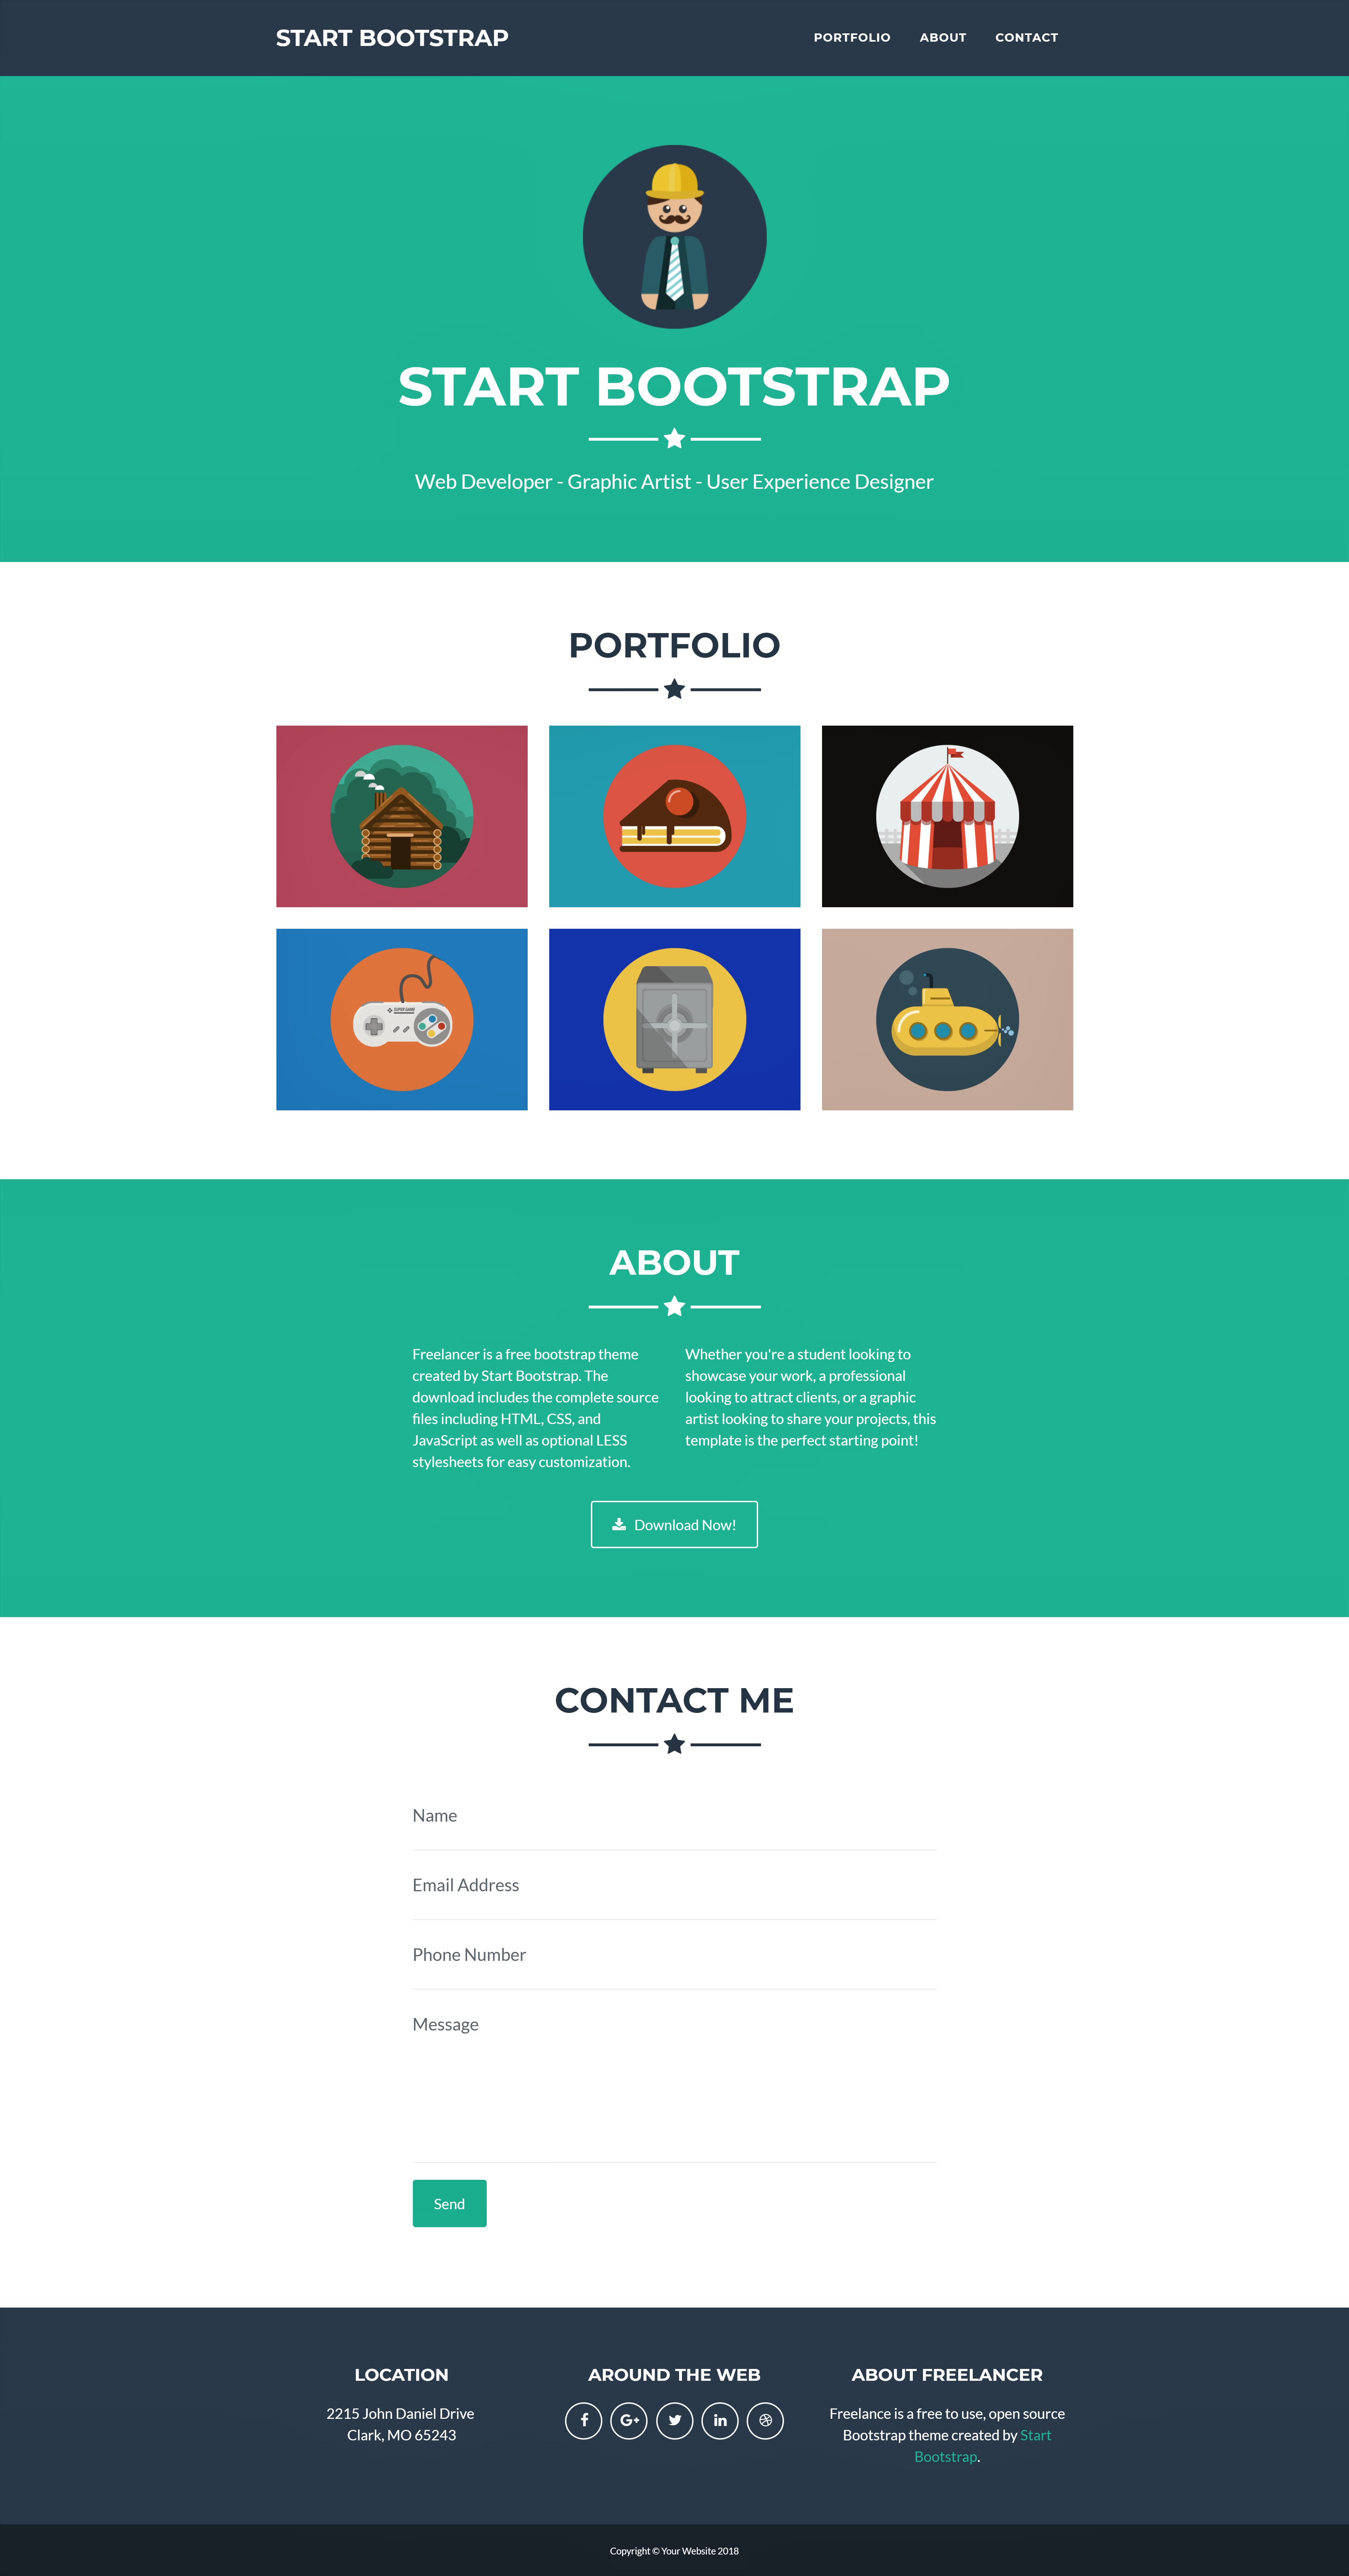 START BOOTSTRAP
PORTFOLIO ABOUT CONTACT
START BOOTSTRAP
Web Developer - Graphic Artist - User Experience Designer
PORTFOLIO
SUPER GAME
ABOUT
Freelancer is a free bootstrap theme
created by Start Bootstrap. The
download includes the complete source
files including HTML, CSS, and
JavaScript as well as optional LESS
stylesheets for easy customization.
Whether you're a student looking to
showcase your work, a professional
looking to attract clients, or a graphic
artist looking to share your projects, this
template is the perfect starting point!
Download Now!
CONTACT ME
Name
Email Address
Phone Number
Message
Send
LOCATION
2215 John Daniel Drive
Clark, MO 65243
AROUND THE WEB
f G+ in
ABOUT FREELANCER
Freelance is a free to use, open source
Bootstrap theme created by Start
Bootstrap.
Copyright © Your Website 2018